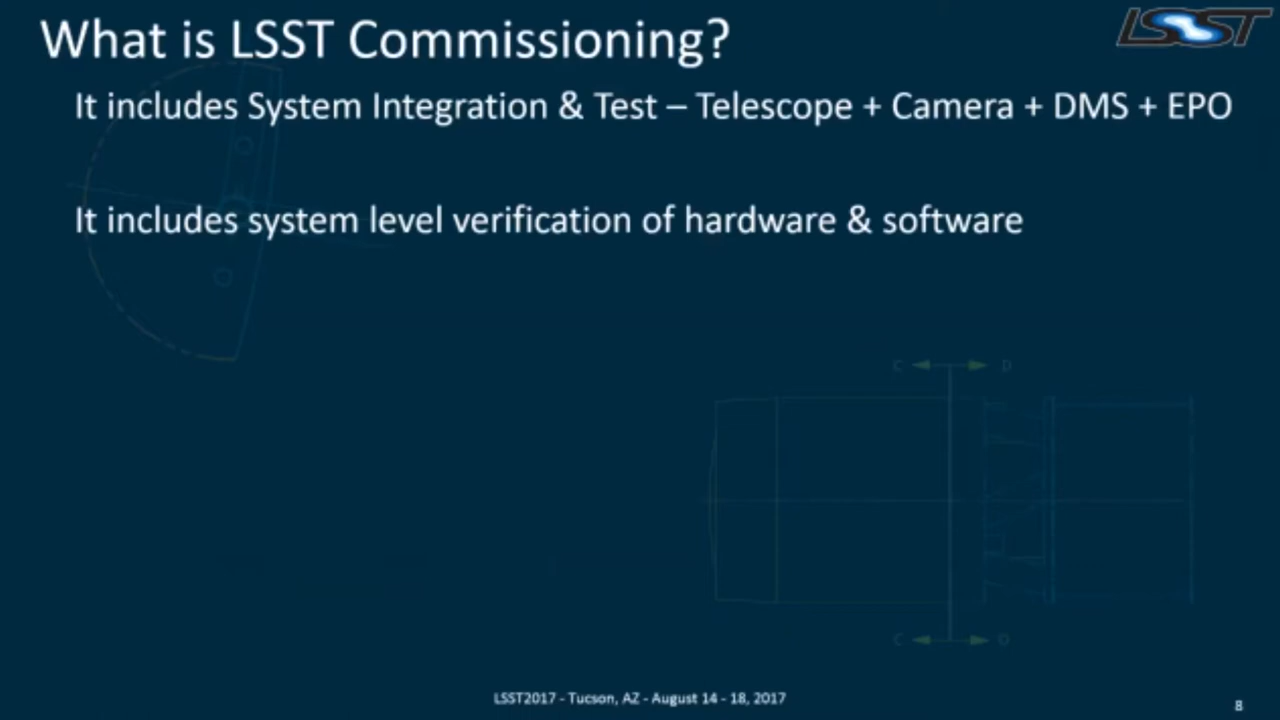 What is LSST Commissioning?
LSST
It includes System Integration & Test – Telescope + Camera + DMS + EPO
It includes system level verification of hardware & software
C D
C D
LSST2017 - Tucson, AZ - August 14 - 18, 2017
8